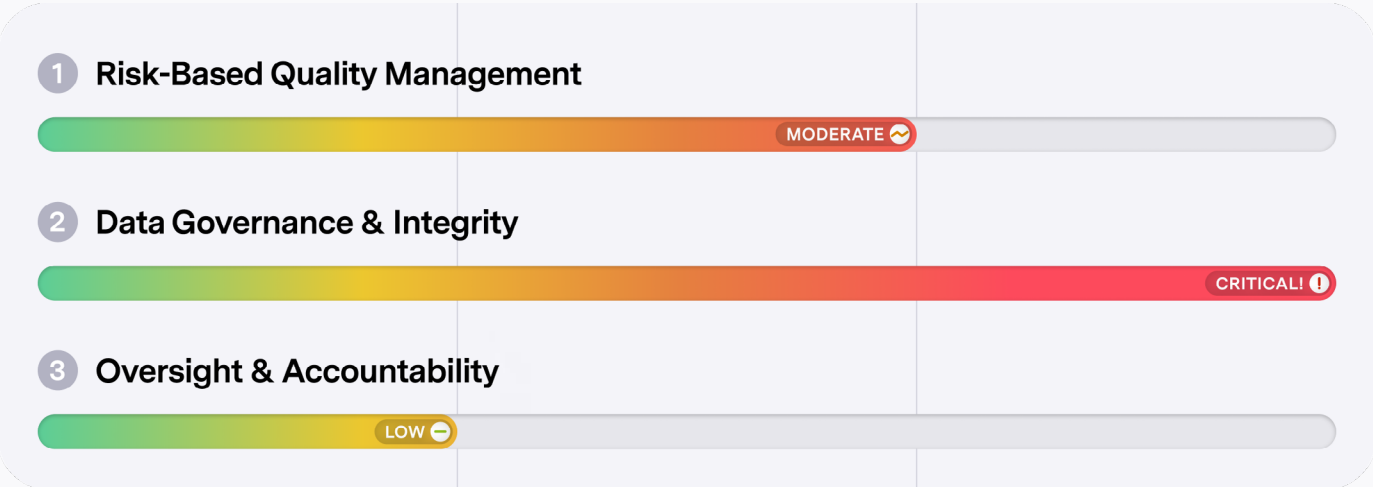 1 Risk-Based Quality Management
MODERATE
2 Data Governance & Integrity
CRITICAL!
3 Oversight & Accountability
LOW